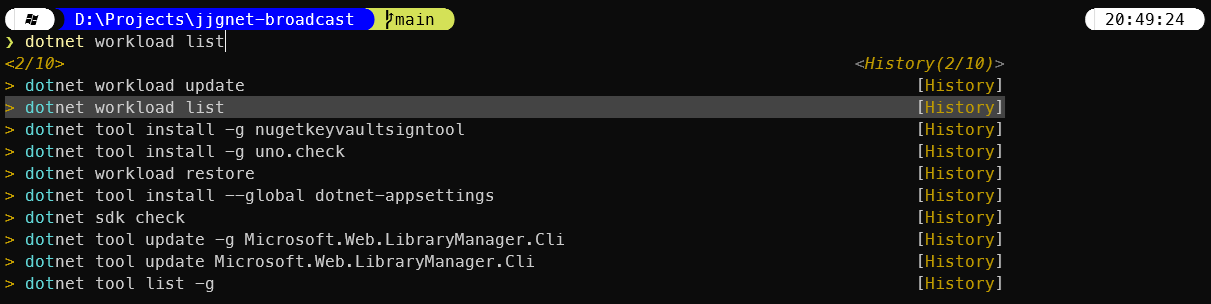 D:\Projects\jjgnet-broadcast main 20:49:24
❯ dotnet workload list
<2/10> <History(2/10)>
> dotnet workload update [History]
> dotnet workload list [History]
> dotnet tool install -g nugetkeyvaultsigntool [History]
> dotnet tool install -g uno.check [History]
> dotnet workload restore [History]
> dotnet tool install --global dotnet-appsettings [History]
> dotnet sdk check [History]
> dotnet tool update -g Microsoft.Web.LibraryManager.Cli [History]
> dotnet tool update Microsoft.Web.LibraryManager.Cli [History]
> dotnet tool list -g [History]